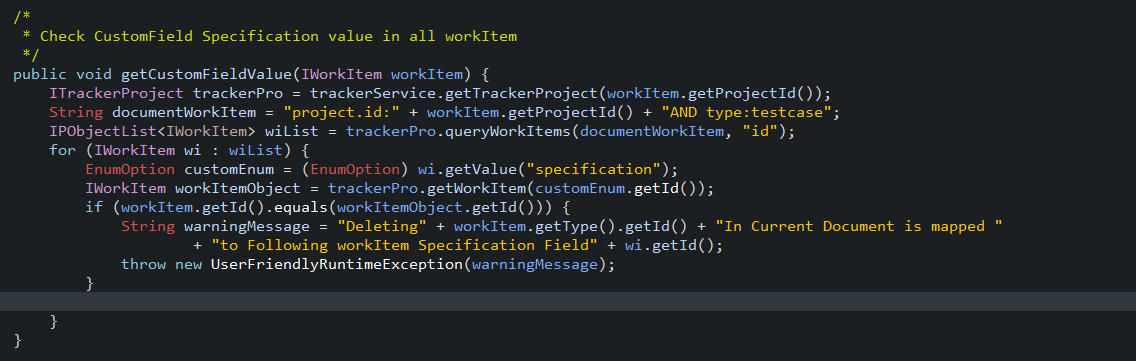 /*
 * Check CustomField Specification value in all workItem
 */
public void getCustomFieldValue(IWorkItem workItem) {
    ITrackerProject trackerPro = trackerService.getTrackerProject(workItem.getProjectId());
    String documentWorkItem = "project.id:" + workItem.getProjectId() + "AND type:testcase";
    IPObjectList<IWorkItem> wiList = trackerPro.queryWorkItems(documentWorkItem, "id");
    for (IWorkItem wi : wiList) {
        EnumOption customEnum = (EnumOption) wi.getValue("specification");
        IWorkItem workItemObject = trackerPro.getWorkItem(customEnum.getId());
        if (workItem.getId().equals(workItemObject.getId())) {
            String warningMessage = "Deleting" + workItem.getType().getId() + "In Current Document is mapped "
                    + "to Following workItem Specification Field" + wi.getId();
            throw new UserFriendlyRuntimeException(warningMessage);
        }
    }
}